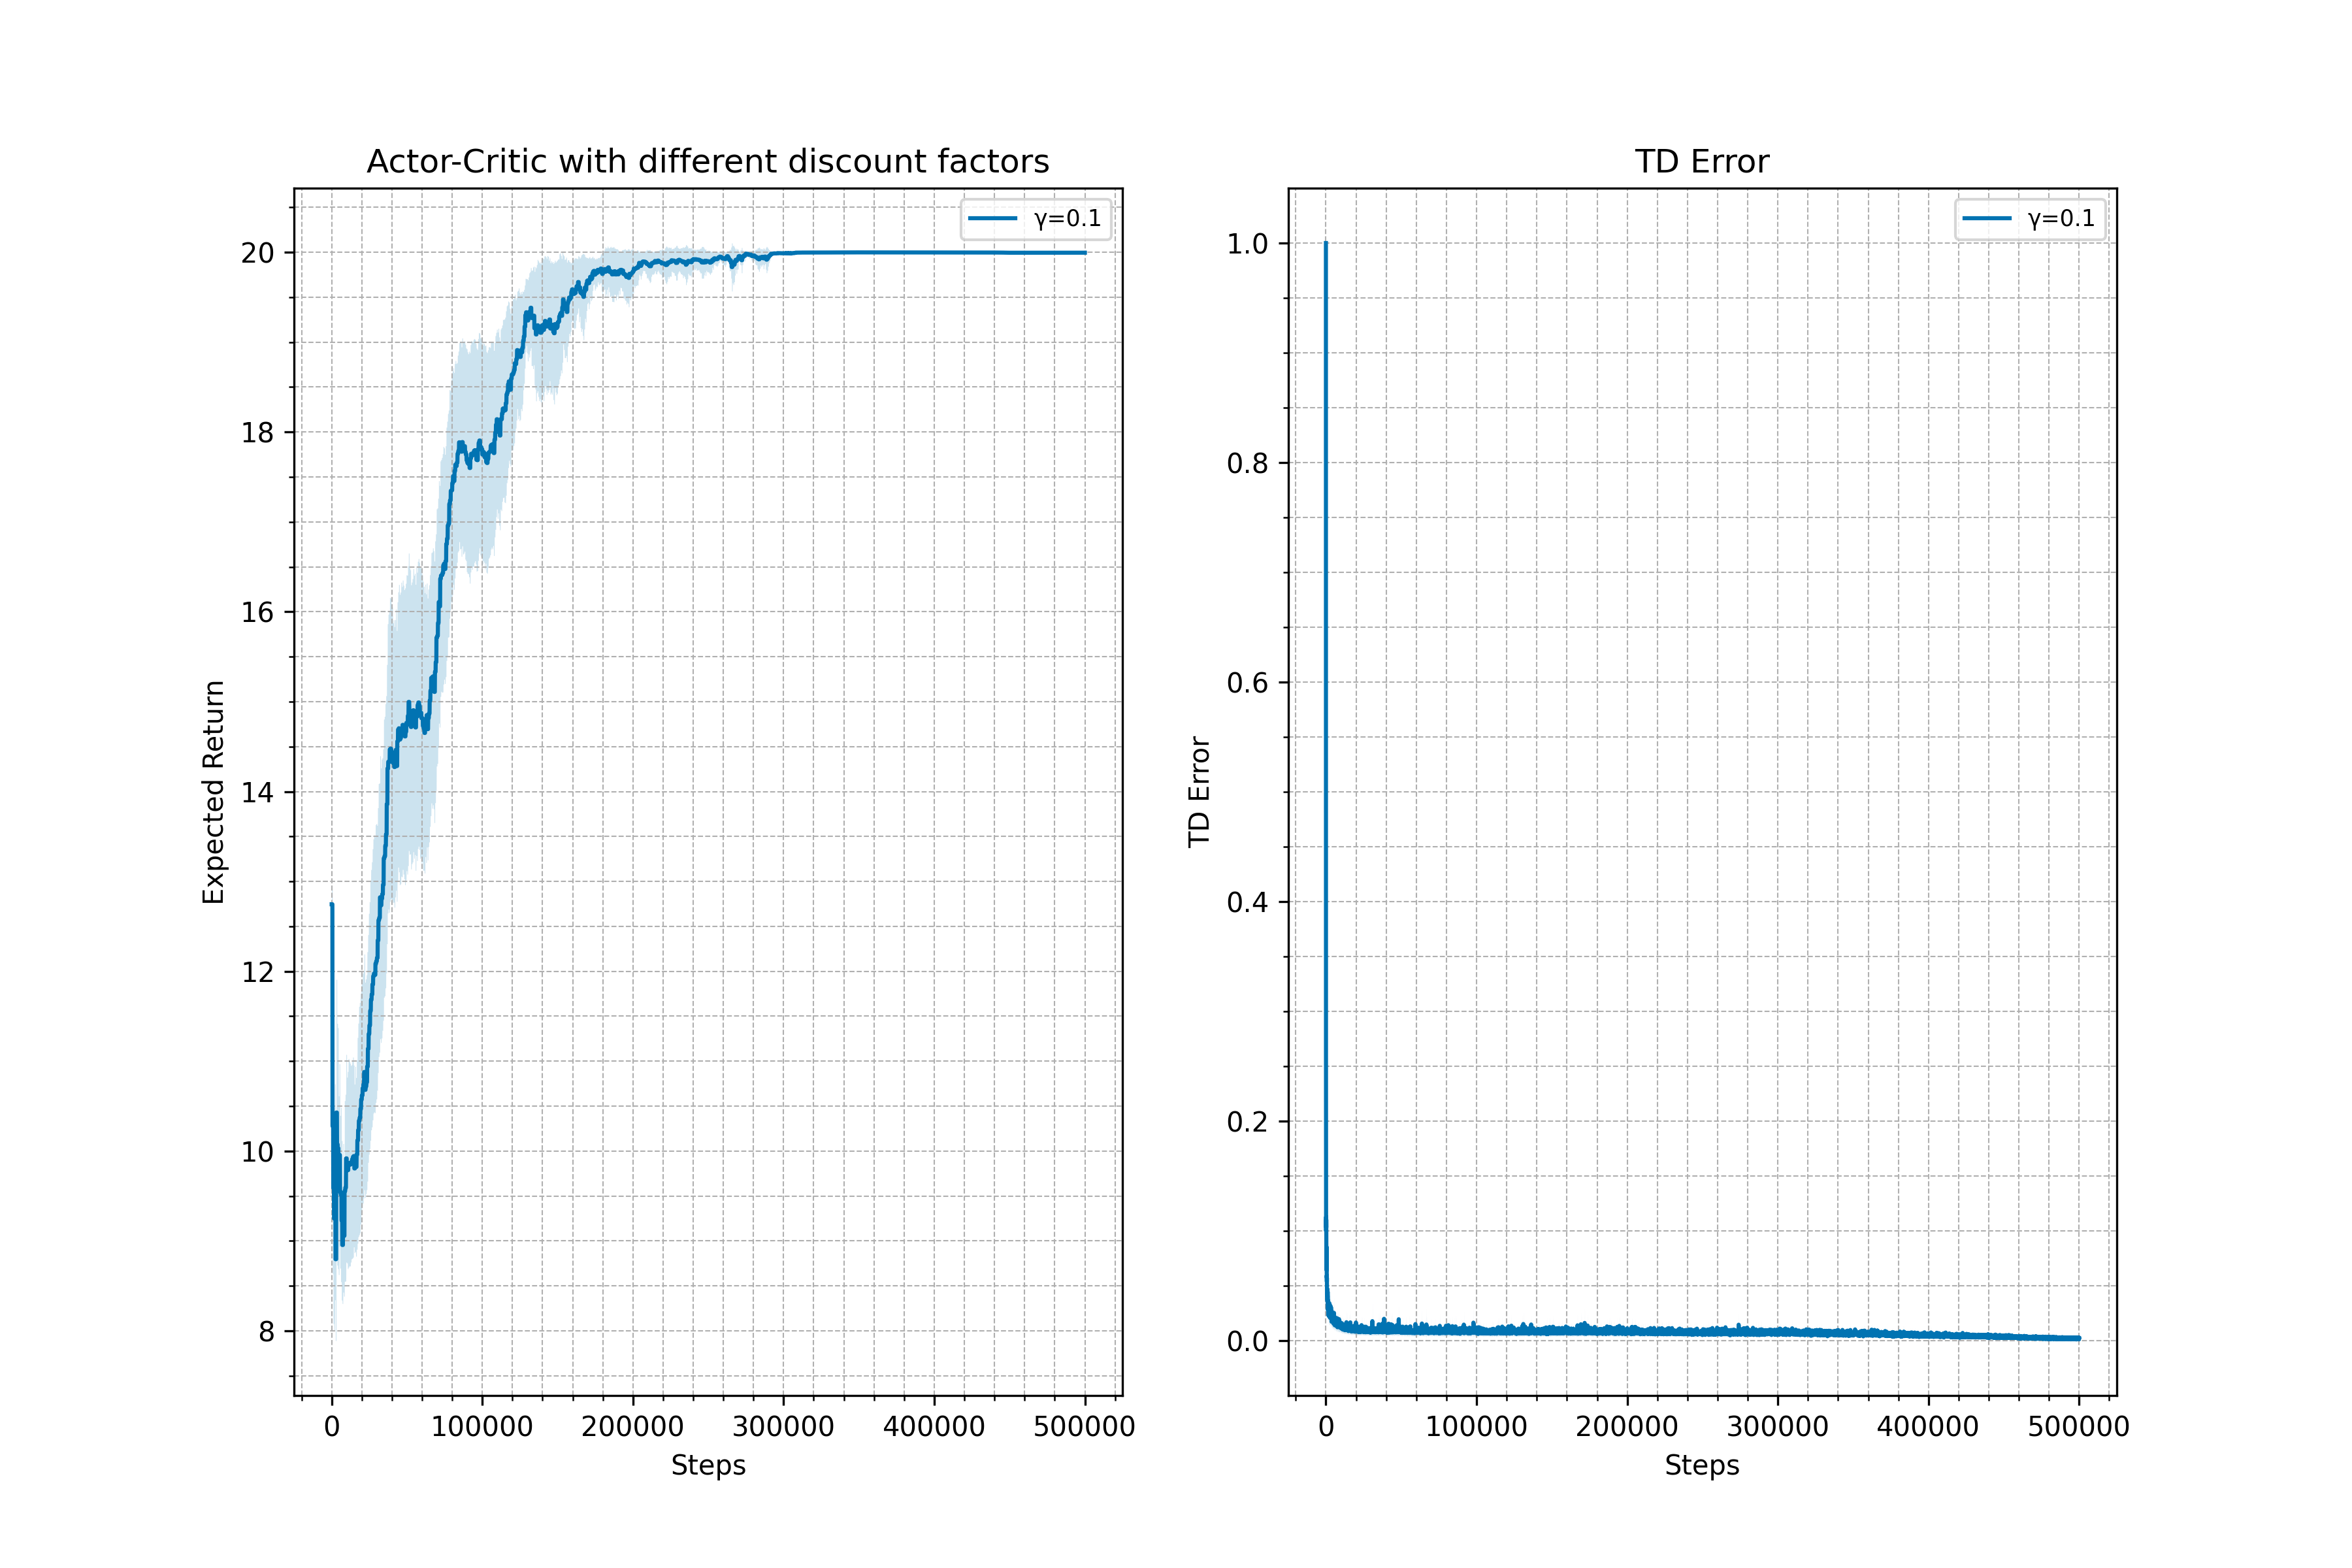 Actor-Critic with different discount factors
γ=0.1
Expected Return
20
18
16
14
12
10
8
0 100000 200000 300000 400000 500000
Steps
TD Error
γ=0.1
TD Error
1.0
0.8
0.6
0.4
0.2
0.0
0 100000 200000 300000 400000 500000
Steps